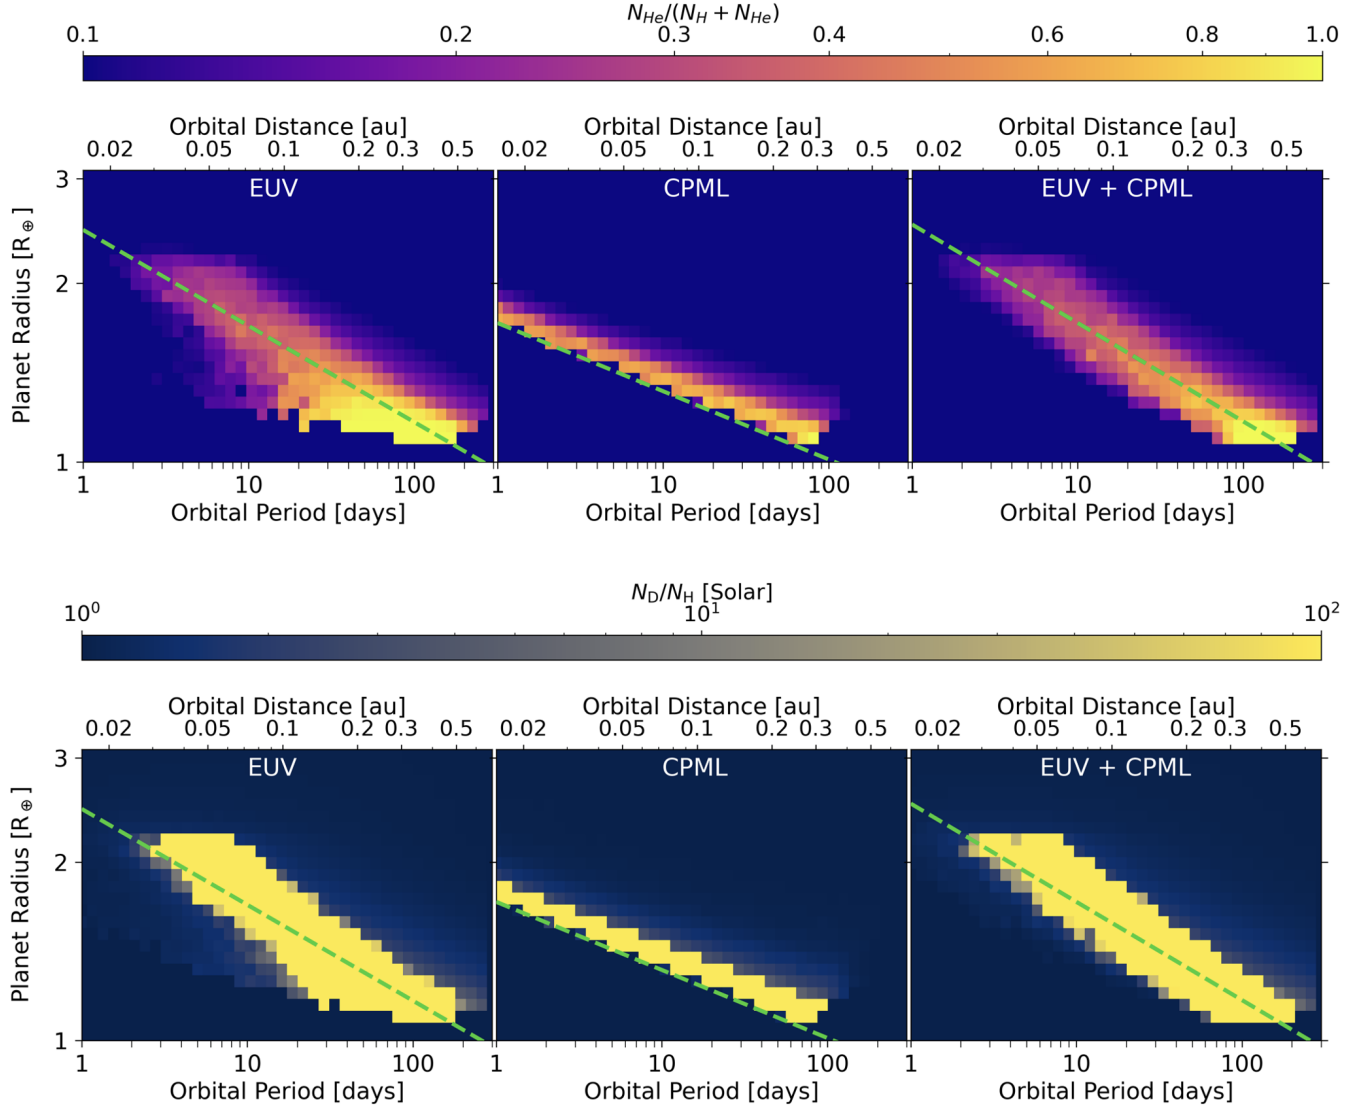 N_He/(N_H + N_He)
0.1 0.2 0.3 0.4 0.6 0.8 1.0
Orbital Distance [au] Orbital Distance [au] Orbital Distance [au]
0.02 0.05 0.1 0.2 0.3 0.5 0.02 0.05 0.1 0.2 0.3 0.5 0.02 0.05 0.1 0.2 0.3 0.5
EUV CPML EUV + CPML
Planet Radius [R⊕]
3
2
1
1 10 100 1 10 100 1 10 100
Orbital Period [days] Orbital Period [days] Orbital Period [days]
N_D/N_H [Solar]
10⁰ 10¹ 10²
Orbital Distance [au] Orbital Distance [au] Orbital Distance [au]
0.02 0.05 0.1 0.2 0.3 0.5 0.02 0.05 0.1 0.2 0.3 0.5 0.02 0.05 0.1 0.2 0.3 0.5
EUV CPML EUV + CPML
Planet Radius [R⊕]
3
2
1
1 10 100 1 10 100 1 10 100
Orbital Period [days] Orbital Period [days] Orbital Period [days]